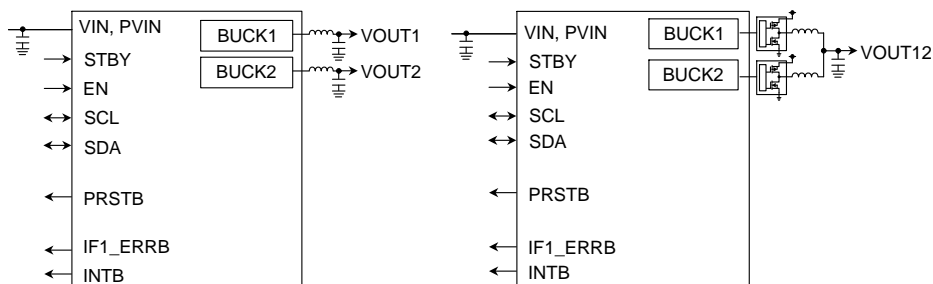 VIN, PVIN
BUCK1
VOUT1
STBY
BUCK2
VOUT2
EN
SCL
SDA
PRSTB
IF1_ERRB
INTB
VIN, PVIN
BUCK1
STBY
VOUT12
BUCK2
EN
SCL
SDA
PRSTB
IF1_ERRB
INTB